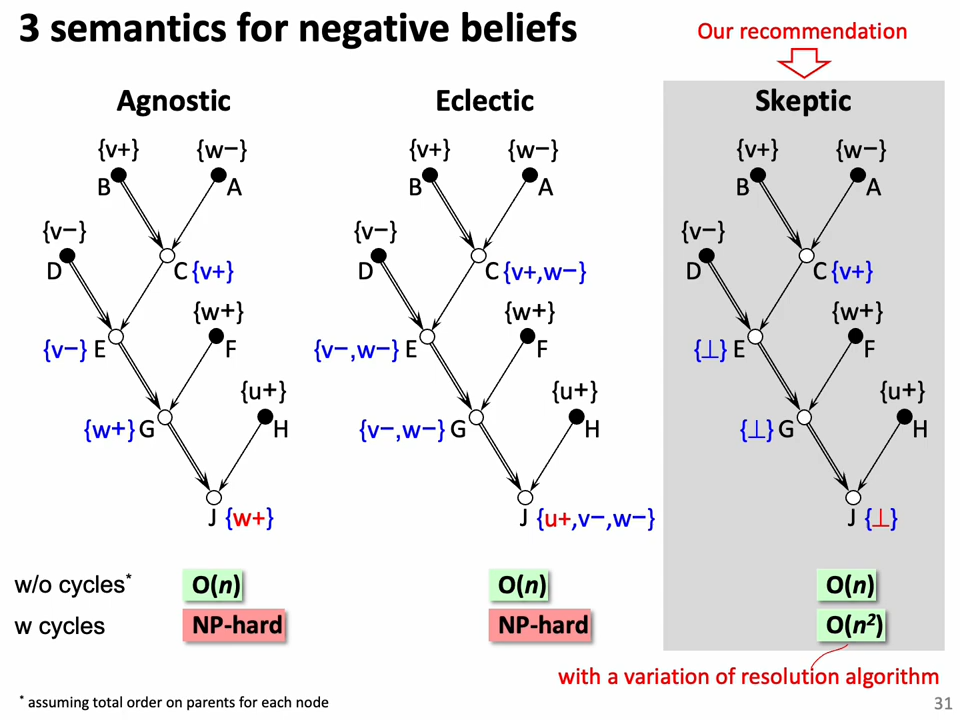 3 semantics for negative beliefs
Our recommendation
Agnostic
Eclectic
Skeptic
{v+} {w−}
B A
{v−}
D C {v+}
{w+}
{v−} E F
{u+}
{w+} G H
J {w+}
{v+} {w−}
B A
{v−}
D C {v+,w−}
{w+}
{v−,w−} E F
{u+}
{v−,w−} G H
J {u+,v−,w−}
{v+} {w−}
B A
{v−}
D C {v+}
{w+}
{⊥} E F
{u+}
{⊥} G H
J {⊥}
w/o cycles* O(n) O(n) O(n)
w cycles NP-hard NP-hard O(n²)
with a variation of resolution algorithm
* assuming total order on parents for each node
31